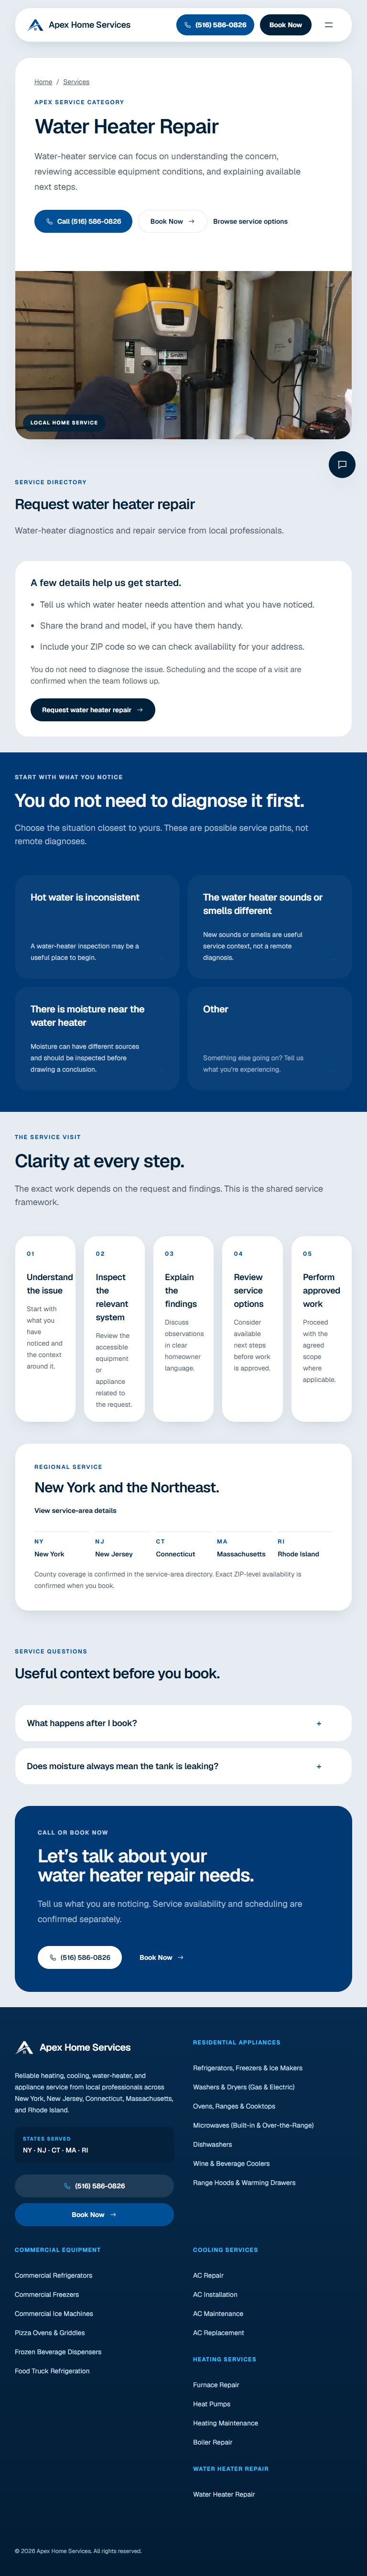 Apex Home Services
(516) 586-0826
Book Now
Home / Services
APEX SERVICE CATEGORY
Water Heater Repair
Water-heater service can focus on understanding the concern,
reviewing accessible equipment conditions, and explaining available
next steps.
Call (516) 586-0826
Book Now →
Browse service options
LOCAL HOME SERVICE
SERVICE DIRECTORY
Request water heater repair
Water-heater diagnostics and repair service from local professionals.
A few details help us get started.
• Tell us which water heater needs attention and what you have noticed.
• Share the brand and model, if you have them handy.
• Include your ZIP code so we can check availability for your address.
You do not need to diagnose the issue. Scheduling and the scope of a visit are
confirmed when the team follows up.
Request water heater repair →
START WITH WHAT YOU NOTICE
You do not need to diagnose it first.
Choose the situation closest to yours. These are possible service paths, not
remote diagnoses.
Hot water is inconsistent
A water-heater inspection may be a
useful place to begin.
The water heater sounds or
smells different
New sounds or smells are useful
service context, not a remote
diagnosis.
There is moisture near the
water heater
Moisture can have different sources
and should be inspected before
drawing a conclusion.
Other
Something else going on? Tell us
what you're experiencing.
THE SERVICE VISIT
Clarity at every step.
The exact work depends on the request and findings. This is the shared service
framework.
01
Understand
the issue
Start with
what you
have
noticed and
the context
around it.
02
Inspect
the
relevant
system
Review the
accessible
equipment
or
appliance
related to
the request.
03
Explain
the
findings
Discuss
observations
in clear
homeowner
language.
04
Review
service
options
Consider
available
next steps
before work
is approved.
05
Perform
approved
work
Proceed
with the
agreed
scope
where
applicable.
REGIONAL SERVICE
New York and the Northeast.
View service-area details
NY
New York
NJ
New Jersey
CT
Connecticut
MA
Massachusetts
RI
Rhode Island
County coverage is confirmed in the service-area directory. Exact ZIP-level availability is
confirmed when you book.
SERVICE QUESTIONS
Useful context before you book.
What happens after I book? +
Does moisture always mean the tank is leaking? +
CALL OR BOOK NOW
Let’s talk about your
water heater repair needs.
Tell us what you are noticing. Service availability and scheduling are
confirmed separately.
(516) 586-0826
Book Now →
Apex Home Services
Reliable heating, cooling, water-heater, and
appliance service from local professionals across
New York, New Jersey, Connecticut, Massachusetts,
and Rhode Island.
STATES SERVED
NY · NJ · CT · MA · RI
(516) 586-0826
Book Now →
RESIDENTIAL APPLIANCES
Refrigerators, Freezers & Ice Makers
Washers & Dryers (Gas & Electric)
Ovens, Ranges & Cooktops
Microwaves (Built-in & Over-the-Range)
Dishwashers
Wine & Beverage Coolers
Range Hoods & Warming Drawers
COMMERCIAL EQUIPMENT
Commercial Refrigerators
Commercial Freezers
Commercial Ice Machines
Pizza Ovens & Griddles
Frozen Beverage Dispensers
Food Truck Refrigeration
COOLING SERVICES
AC Repair
AC Installation
AC Maintenance
AC Replacement
HEATING SERVICES
Furnace Repair
Heat Pumps
Heating Maintenance
Boiler Repair
WATER HEATER REPAIR
Water Heater Repair
© 2026 Apex Home Services. All rights reserved.